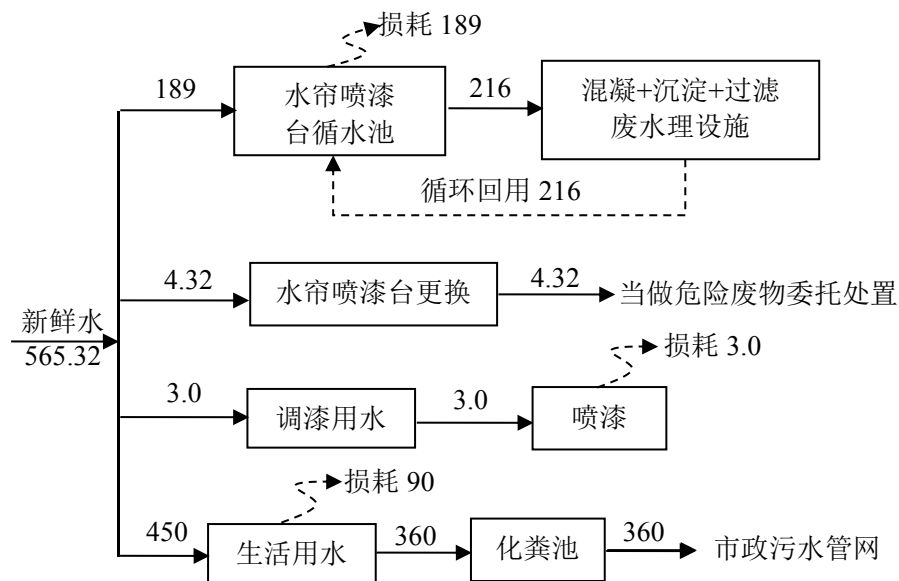 损耗 189
189
水帘喷漆
台循水池
216
混凝+沉淀+过滤
废水理设施
循环回用 216
4.32
水帘喷漆台更换
4.32
当做危险废物委托处置
新鲜水
565.32
损耗 3.0
3.0
调漆用水
3.0
喷漆
损耗 90
450
生活用水
360
化粪池
360
市政污水管网